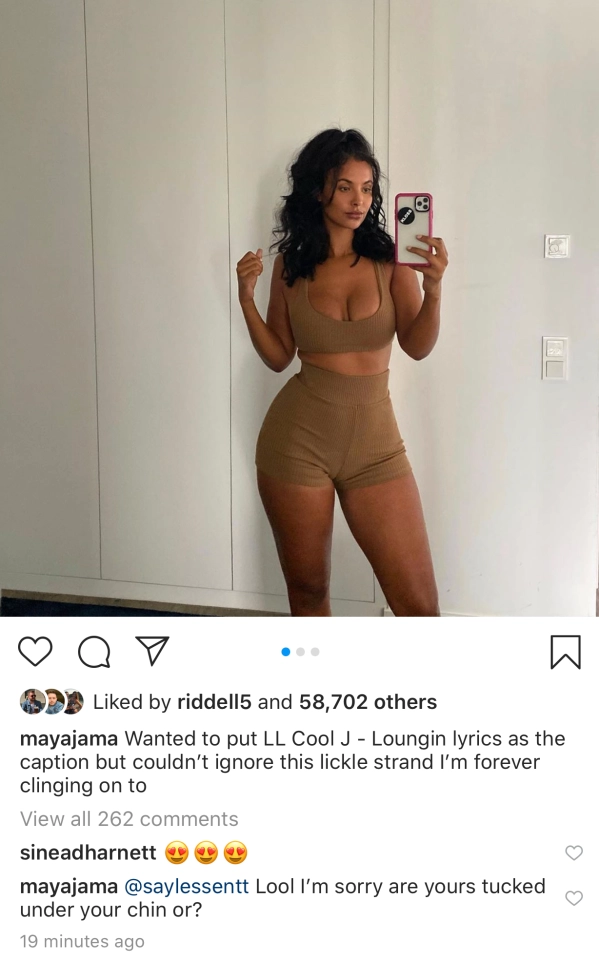 Liked by riddell5 and 58,702 others
mayajama Wanted to put LL Cool J - Loungin lyrics as the
caption but couldn’t ignore this lickle strand I’m forever
clinging on to
View all 262 comments
sineadharnett 😍 😍 😍
mayajama @saylessentt Lool I’m sorry are yours tucked
under your chin or?
19 minutes ago